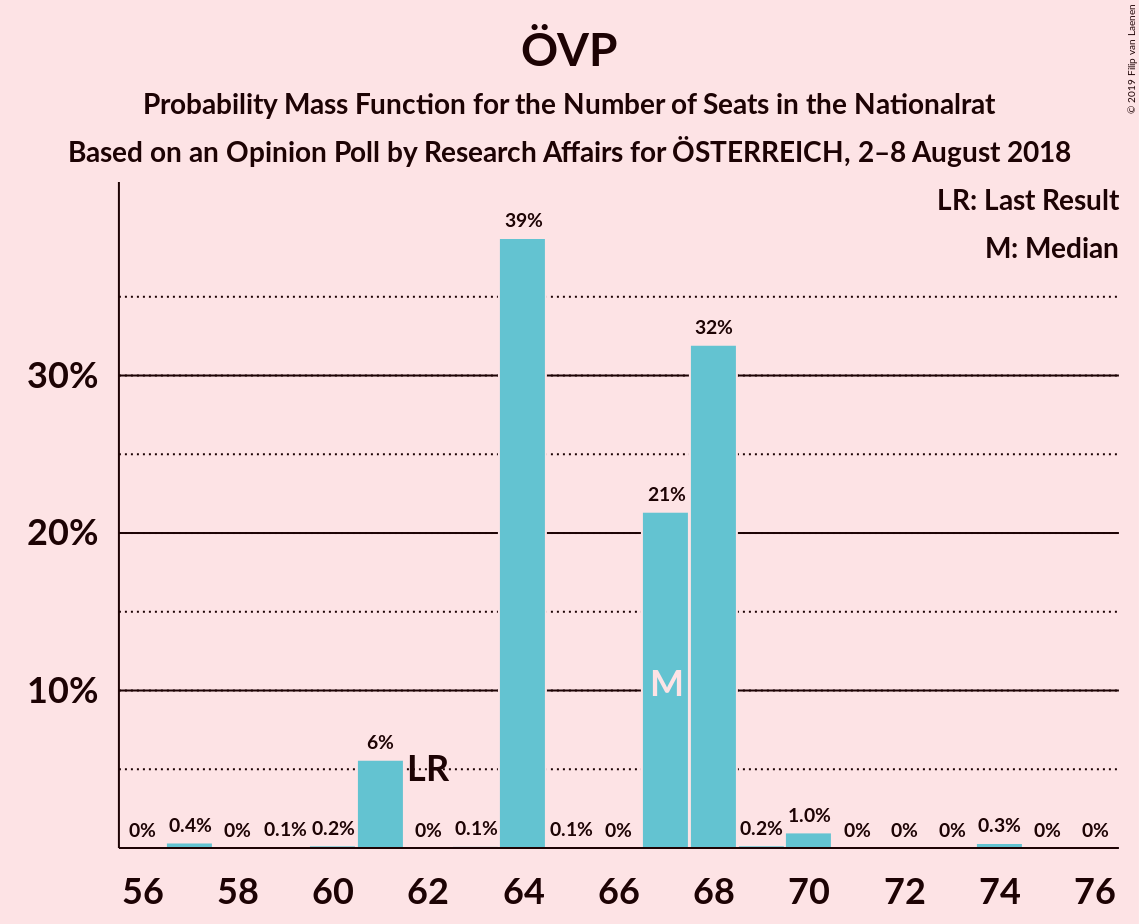 ÖVP
Probability Mass Function for the Number of Seats in the Nationalrat
Based on an Opinion Poll by Research Affairs for ÖSTERREICH, 2–8 August 2018
© 2019 Filip van Laenen
LR: Last Result
M: Median
39%
32%
30%
21%
20%
M
10%
6%
LR
0% 0.4% 0% 0.1% 0.2% 0% 0.1% 0.1% 0% 0.2% 1.0% 0% 0% 0% 0.3% 0% 0%
56 58 60 62 64 66 68 70 72 74 76